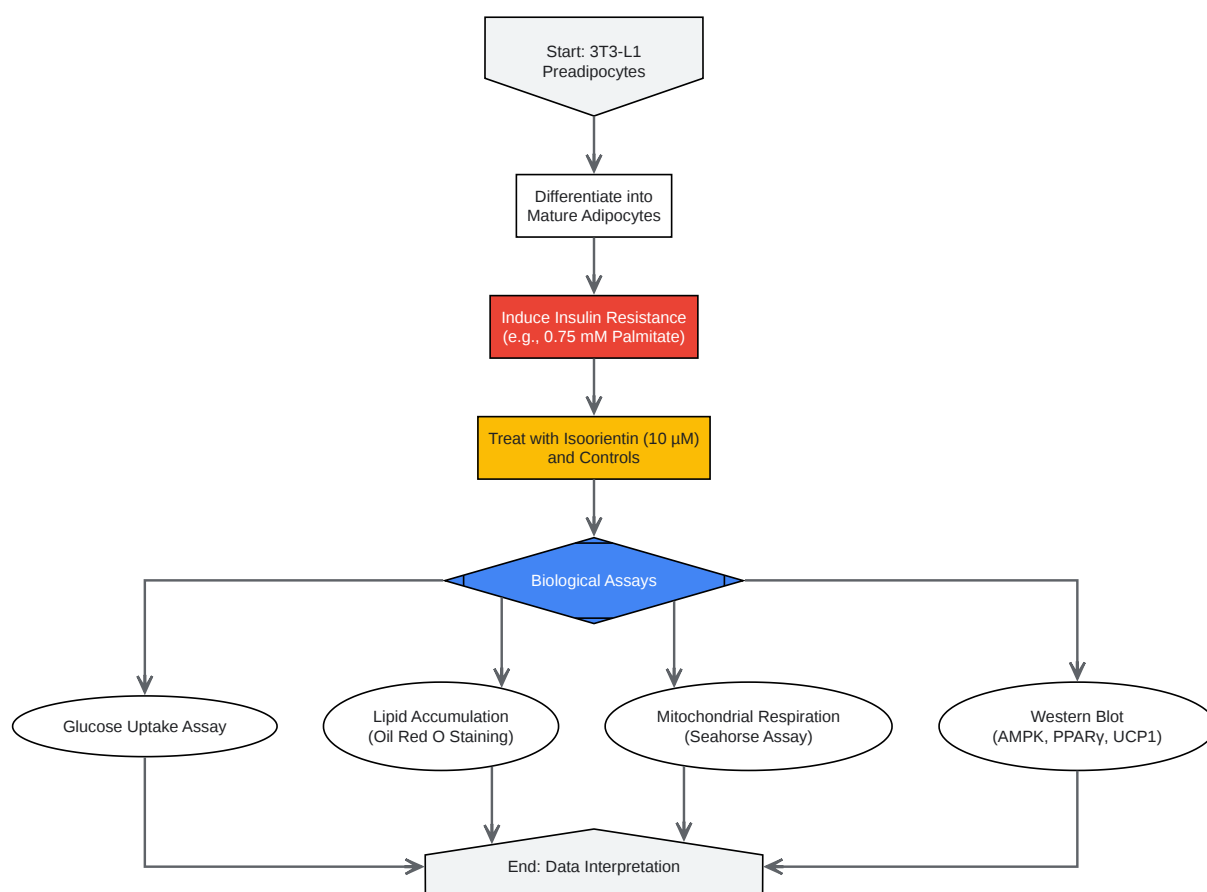 Start: 3T3-L1
Preadipocytes
Differentiate into
Mature Adipocytes
Induce Insulin Resistance
(e.g., 0.75 mM Palmitate)
Treat with Isoorientin (10 µM)
and Controls
Biological Assays
Glucose Uptake Assay
Lipid Accumulation
(Oil Red O Staining)
Mitochondrial Respiration
(Seahorse Assay)
Western Blot
(AMPK, PPARγ, UCP1)
End: Data Interpretation